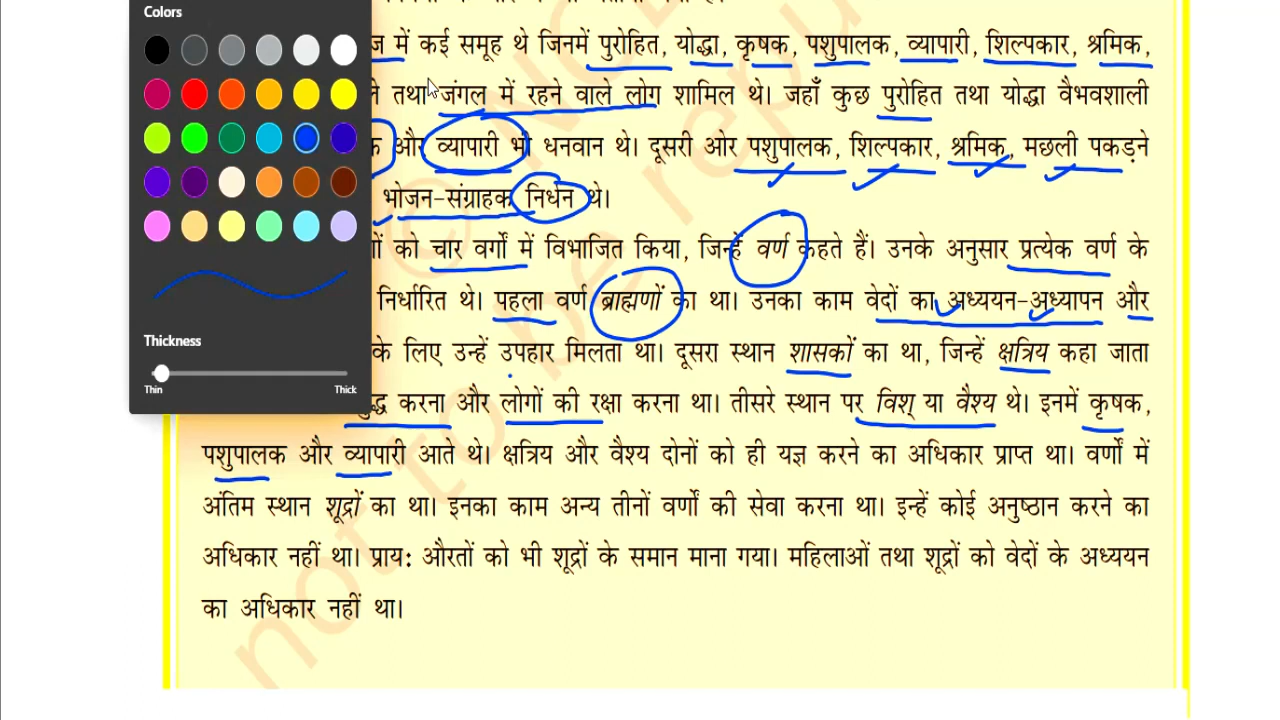 Colors
ज में कई समूह थे जिनमें पुरोहित, योद्धा, कृषक, पशुपालक, व्यापारी, शिल्पकार, श्रमिक,
ले तथा जंगल में रहने वाले लोग शामिल थे। जहाँ कुछ पुरोहित तथा योद्धा वैभवशाली
क और व्यापारी भी धनवान थे। दूसरी ओर पशुपालक, शिल्पकार, श्रमिक, मछली पकड़ने
भोजन-संग्राहक निर्धन थे।
गों को चार वर्गों में विभाजित किया, जिन्हें वर्ण कहते हैं। उनके अनुसार प्रत्येक वर्ण के
निर्धारित थे। पहला वर्ण ब्राह्मणों का था। उनका काम वेदों का अध्ययन-अध्यापन और
के लिए उन्हें उपहार मिलता था। दूसरा स्थान शासकों का था, जिन्हें क्षत्रिय कहा जाता
Thickness
Thin Thick
युद्ध करना और लोगों की रक्षा करना था। तीसरे स्थान पर विश् या वैश्य थे। इनमें कृषक,
पशुपालक और व्यापारी आते थे। क्षत्रिय और वैश्य दोनों को ही यज्ञ करने का अधिकार प्राप्त था। वर्णों में
अंतिम स्थान शूद्रों का था। इनका काम अन्य तीनों वर्णों की सेवा करना था। इन्हें कोई अनुष्ठान करने का
अधिकार नहीं था। प्राय: औरतों को भी शूद्रों के समान माना गया। महिलाओं तथा शूद्रों को वेदों के अध्ययन
का अधिकार नहीं था।